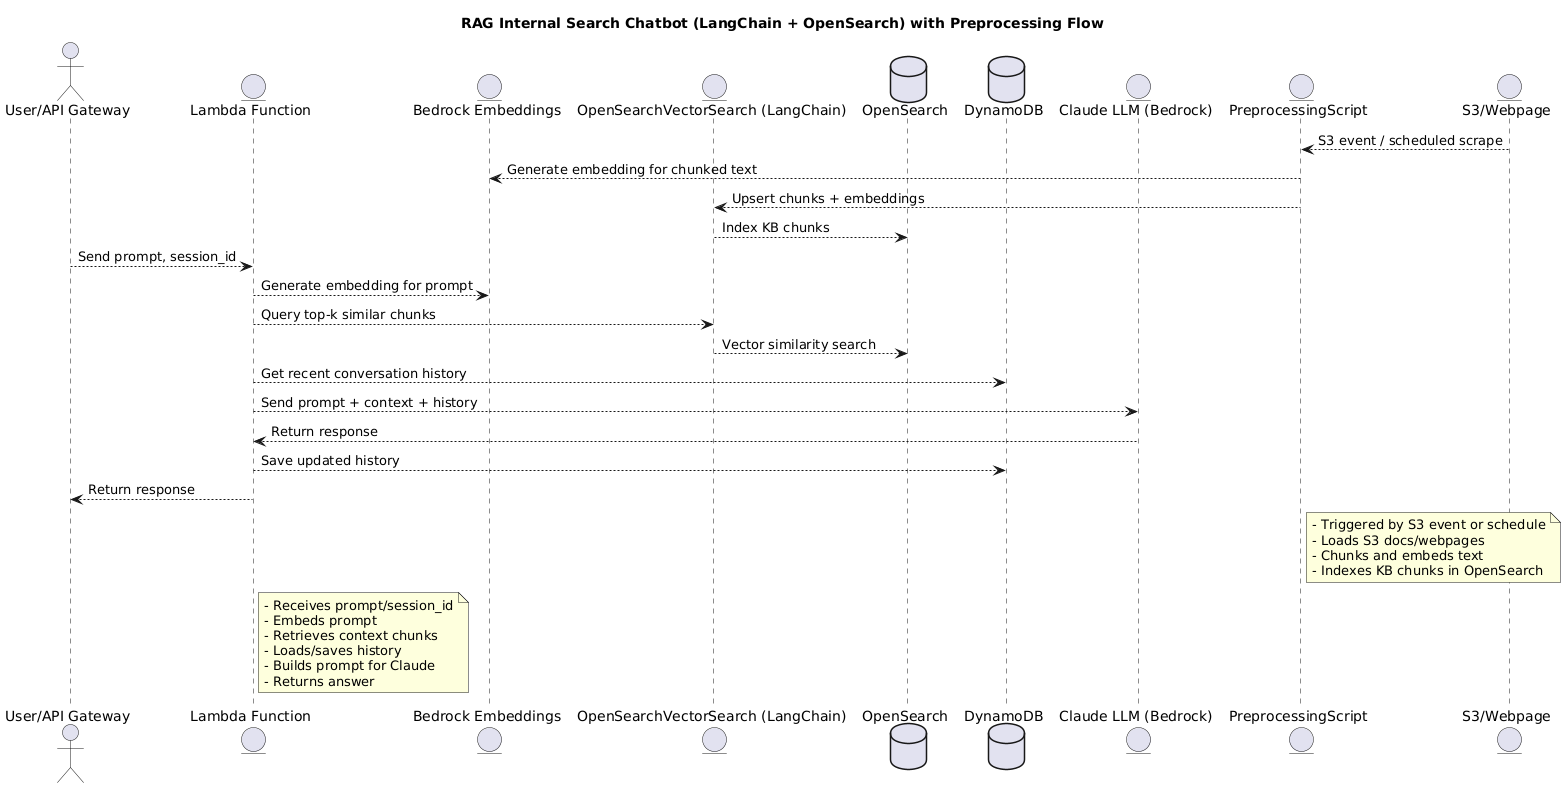 RAG Internal Search Chatbot (LangChain + OpenSearch) with Preprocessing Flow
User/API Gateway
Lambda Function
Bedrock Embeddings
OpenSearchVectorSearch (LangChain)
OpenSearch
DynamoDB
Claude LLM (Bedrock)
PreprocessingScript
S3/Webpage
S3 event / scheduled scrape
Generate embedding for chunked text
Upsert chunks + embeddings
Index KB chunks
Send prompt, session_id
Generate embedding for prompt
Query top-k similar chunks
Vector similarity search
Get recent conversation history
Send prompt + context + history
Return response
Save updated history
Return response
- Triggered by S3 event or schedule
- Loads S3 docs/webpages
- Chunks and embeds text
- Indexes KB chunks in OpenSearch
- Receives prompt/session_id
- Embeds prompt
- Retrieves context chunks
- Loads/saves history
- Builds prompt for Claude
- Returns answer
User/API Gateway
Lambda Function
Bedrock Embeddings
OpenSearchVectorSearch (LangChain)
OpenSearch
DynamoDB
Claude LLM (Bedrock)
PreprocessingScript
S3/Webpage